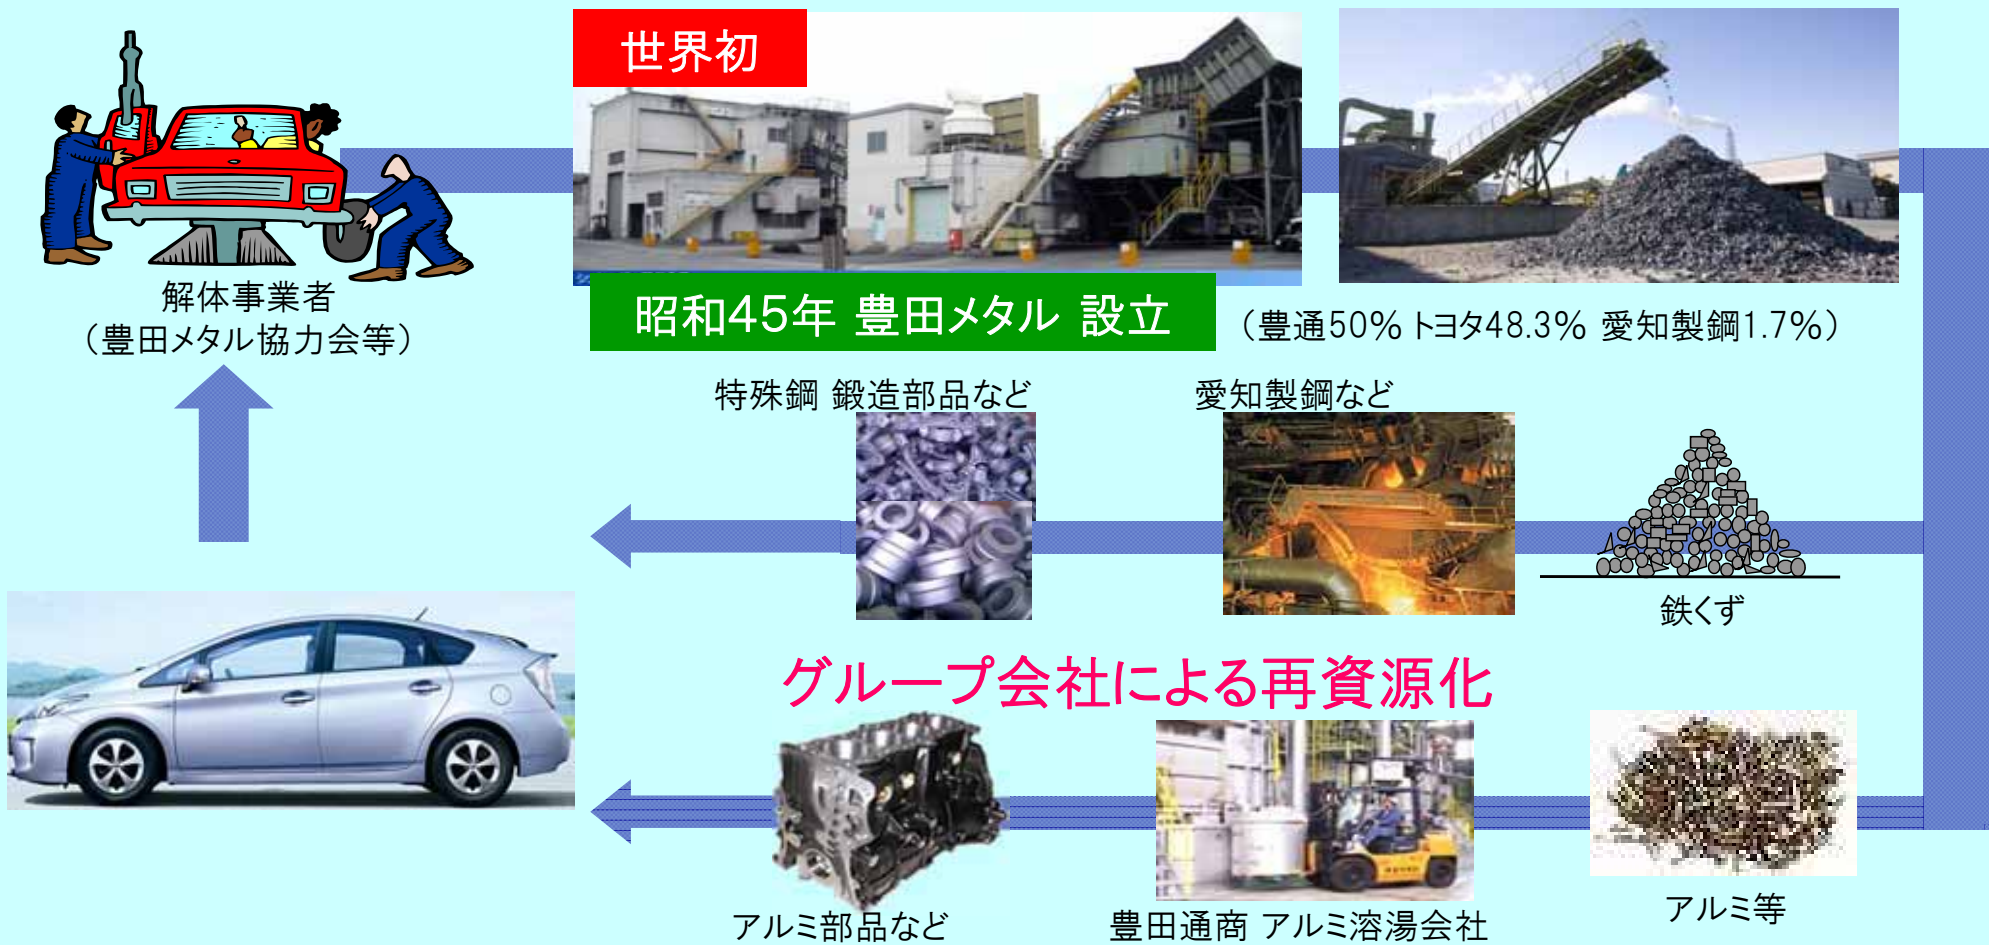 世界初
解体事業者
（豊田メタル協力会等）
昭和45年 豊田メタル 設立
（豊通50% トヨタ48.3% 愛知製鋼1.7%）
特殊鋼 鍛造部品など
愛知製鋼など
鉄くず
グループ会社による再資源化
アルミ部品など
豊田通商 アルミ溶湯会社
アルミ等